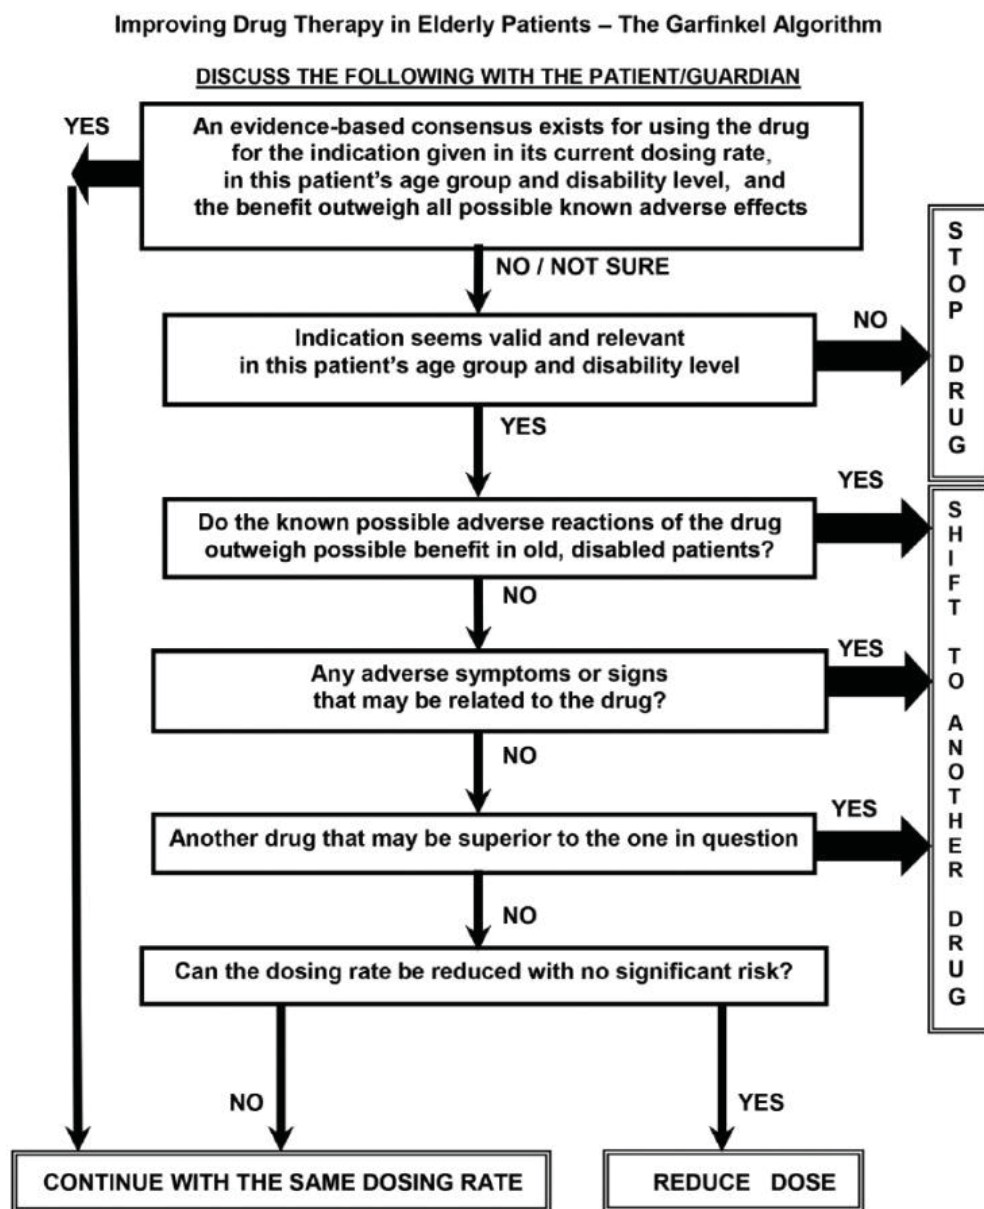 Improving Drug Therapy in Elderly Patients – The Garfinkel Algorithm
DISCUSS THE FOLLOWING WITH THE PATIENT/GUARDIAN
YES
An evidence-based consensus exists for using the drug
for the indication given in its current dosing rate,
in this patient's age group and disability level, and
the benefit outweigh all possible known adverse effects
NO / NOT SURE
Indication seems valid and relevant
in this patient's age group and disability level
NO
STOP DRUG
YES
Do the known possible adverse reactions of the drug
outweigh possible benefit in old, disabled patients?
YES
SHIFT TO ANOTHER DRUG
NO
Any adverse symptoms or signs
that may be related to the drug?
YES
NO
Another drug that may be superior to the one in question
YES
NO
Can the dosing rate be reduced with no significant risk?
NO
YES
CONTINUE WITH THE SAME DOSING RATE
REDUCE DOSE